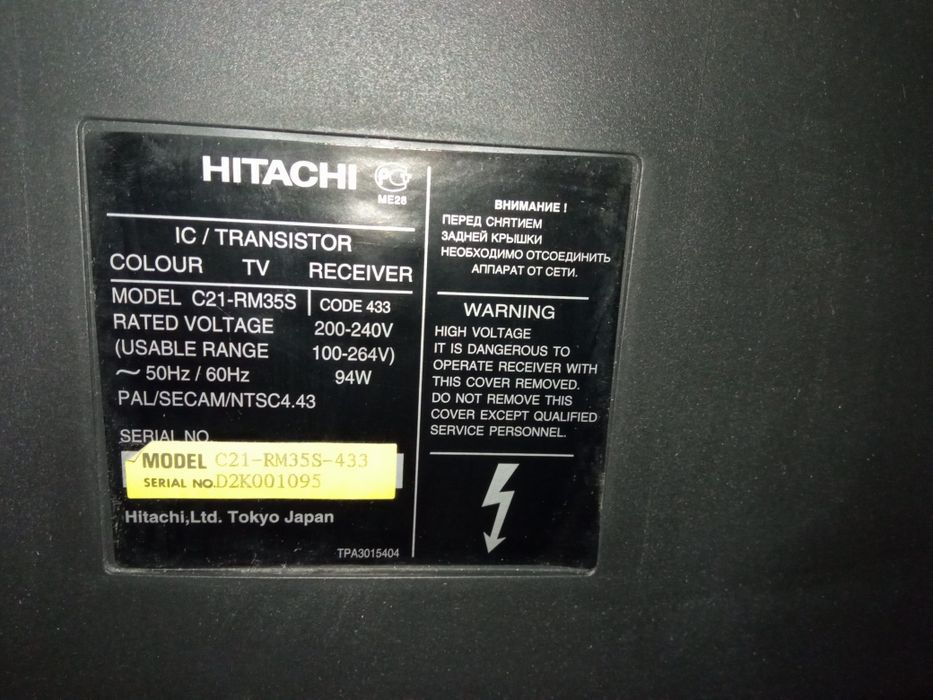 HITACHI
PCT
ME26
IC / TRANSISTOR
COLOUR TV RECEIVER
MODEL C21-RM35S CODE 433
RATED VOLTAGE 200-240V
(USABLE RANGE 100-264V)
~ 50Hz / 60Hz 94W
PAL/SECAM/NTSC4.43
SERIAL NO.
MODEL C21-RM35S-433
SERIAL NO. D2K001095
Hitachi,Ltd. Tokyo Japan
TPA3015404
ВНИМАНИЕ !
ПЕРЕД СНЯТИЕМ
ЗАДНЕЙ КРЫШКИ
НЕОБХОДИМО ОТСОЕДИНИТЬ
АППАРАТ ОТ СЕТИ.
WARNING
HIGH VOLTAGE
IT IS DANGEROUS TO
OPERATE RECEIVER WITH
THIS COVER REMOVED.
DO NOT REMOVE THIS
COVER EXCEPT QUALIFIED
SERVICE PERSONNEL.